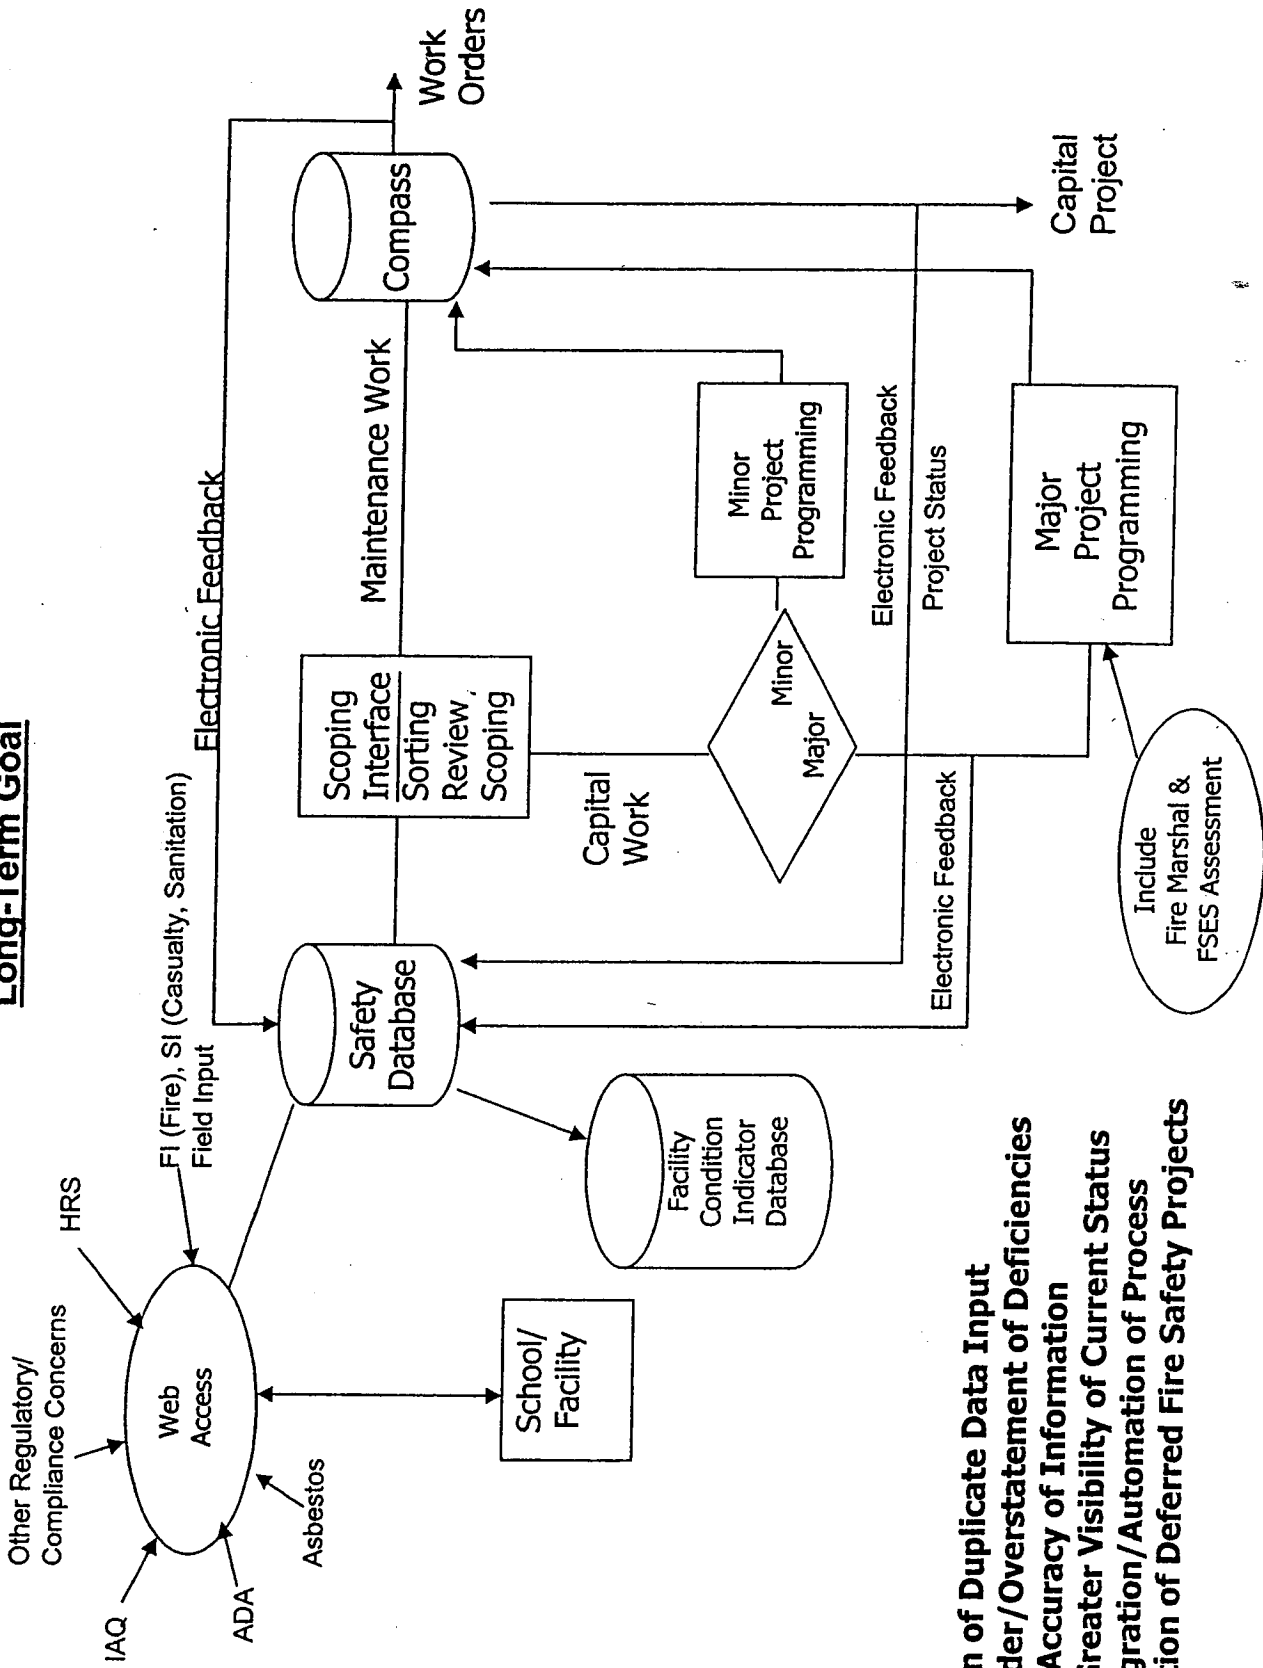 Long-Term Goal
Other Regulatory/
Compliance Concerns
HRS
FI (Fire), SI (Casualty, Sanitation)
Field Input
IAQ
ADA
Asbestos
Web
Access
School/
Facility
Electronic Feedback
Safety
Database
Facility
Condition
Indicator
Database
Scoping
Interface
Sorting
Review,
Scoping
Maintenance Work
Compass
Work
Orders
Capital
Work
Minor
Major
Minor
Project
Programming
Electronic Feedback
Project Status
Capital
Project
Electronic Feedback
Major
Project
Programming
Include
Fire Marshal &
FSES Assessment
of Duplicate Data Input
/Overstatement of Deficiencies
Accuracy of Information
Visibility of Current Status
/Automation of Process
of Deferred Fire Safety Projects